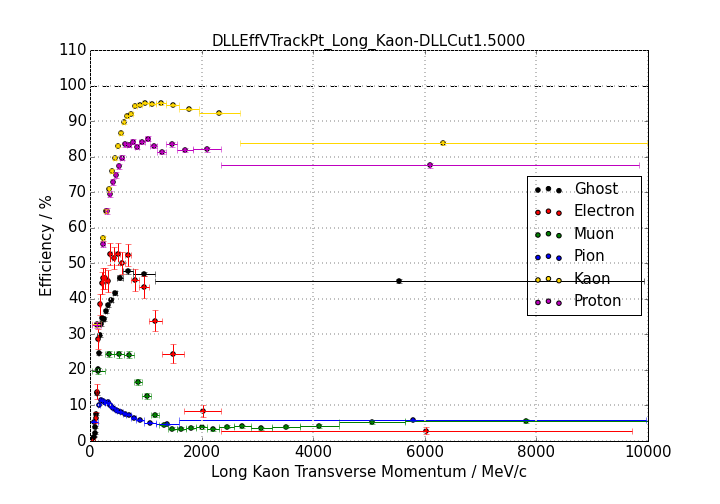 DLLEffVTrackPt_Long_Kaon-DLLCut1.5000
110
100
90
80
70
60
50
40
30
20
10
0
Efficiency / %
Ghost
Electron
Muon
Pion
Kaon
Proton
0 2000 4000 6000 8000 10000
Long Kaon Transverse Momentum / MeV/c